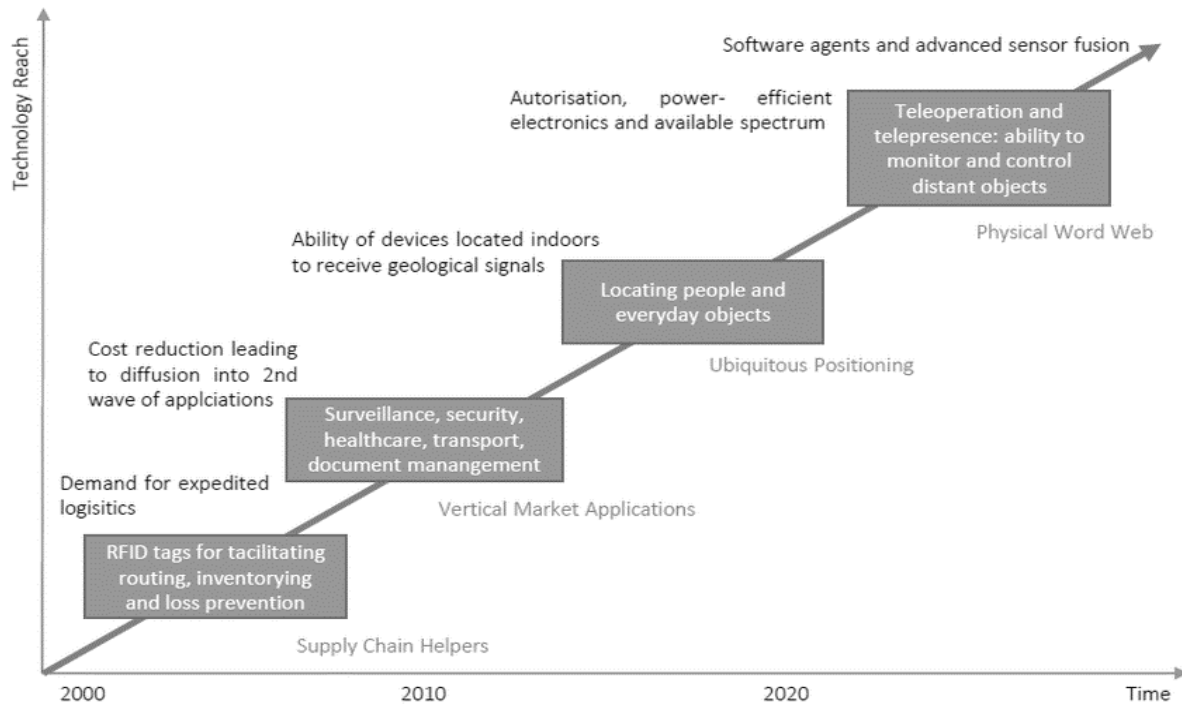 Technology Reach
Software agents and advanced sensor fusion
Autorisation, power- efficient
electronics and available spectrum
Teleoperation and
telepresence: ability to
monitor and control
distant objects
Physical Word Web
Ability of devices located indoors
to receive geological signals
Locating people and
everyday objects
Ubiquitous Positioning
Cost reduction leading
to diffusion into 2nd
wave of applciations
Surveillance, security,
healthcare, transport,
document manangement
Vertical Market Applications
Demand for expedited
logisitics
RFID tags for tacilitating
routing, inventorying
and loss prevention
Supply Chain Helpers
2000
2010
2020
Time